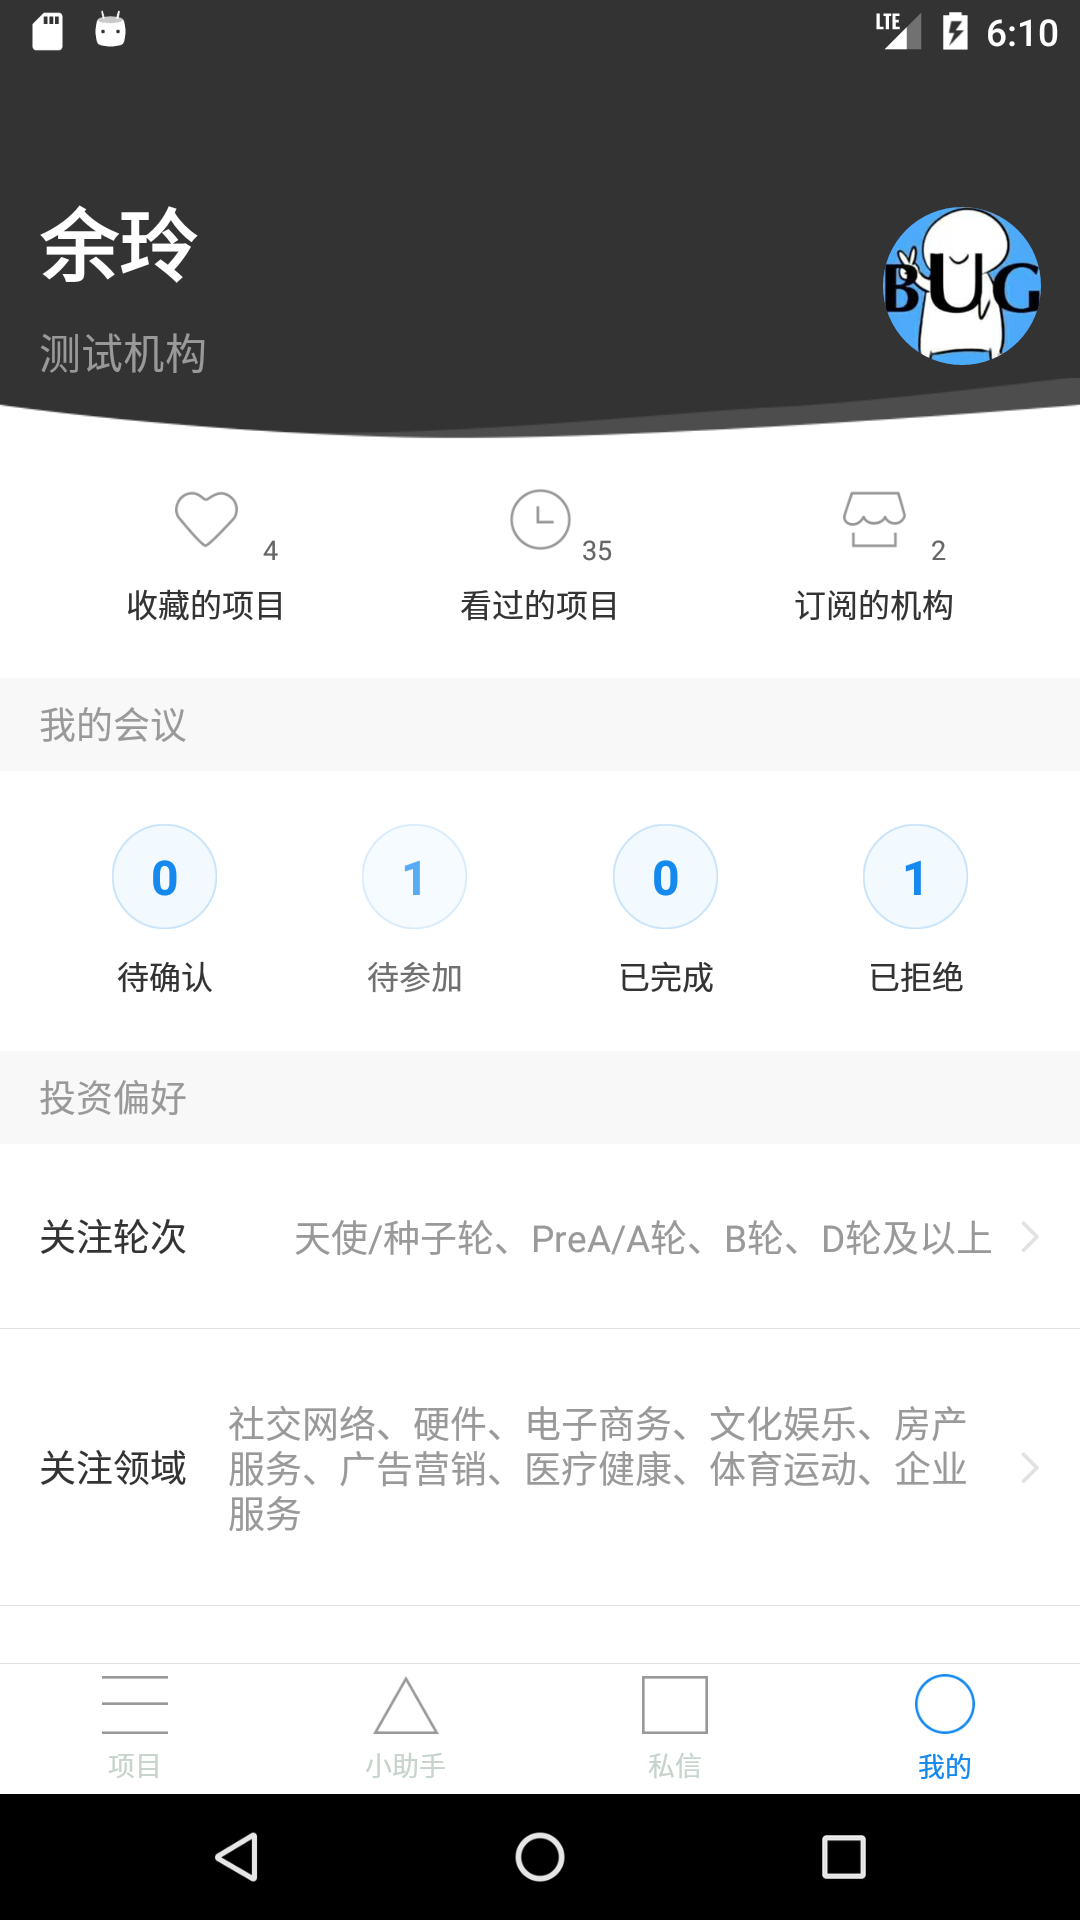 LTE 6:10
余玲
BUG
测试机构
4 35 2
收藏的项目 看过的项目 订阅的机构
我的会议
0 1 0 1
待确认 待参加 已完成 已拒绝
投资偏好
关注轮次 天使/种子轮、PreA/A轮、B轮、D轮及以上
社交网络、硬件、电子商务、文化娱乐、房产
关注领域 服务、广告营销、医疗健康、体育运动、企业
服务
项目 小助手 私信 我的